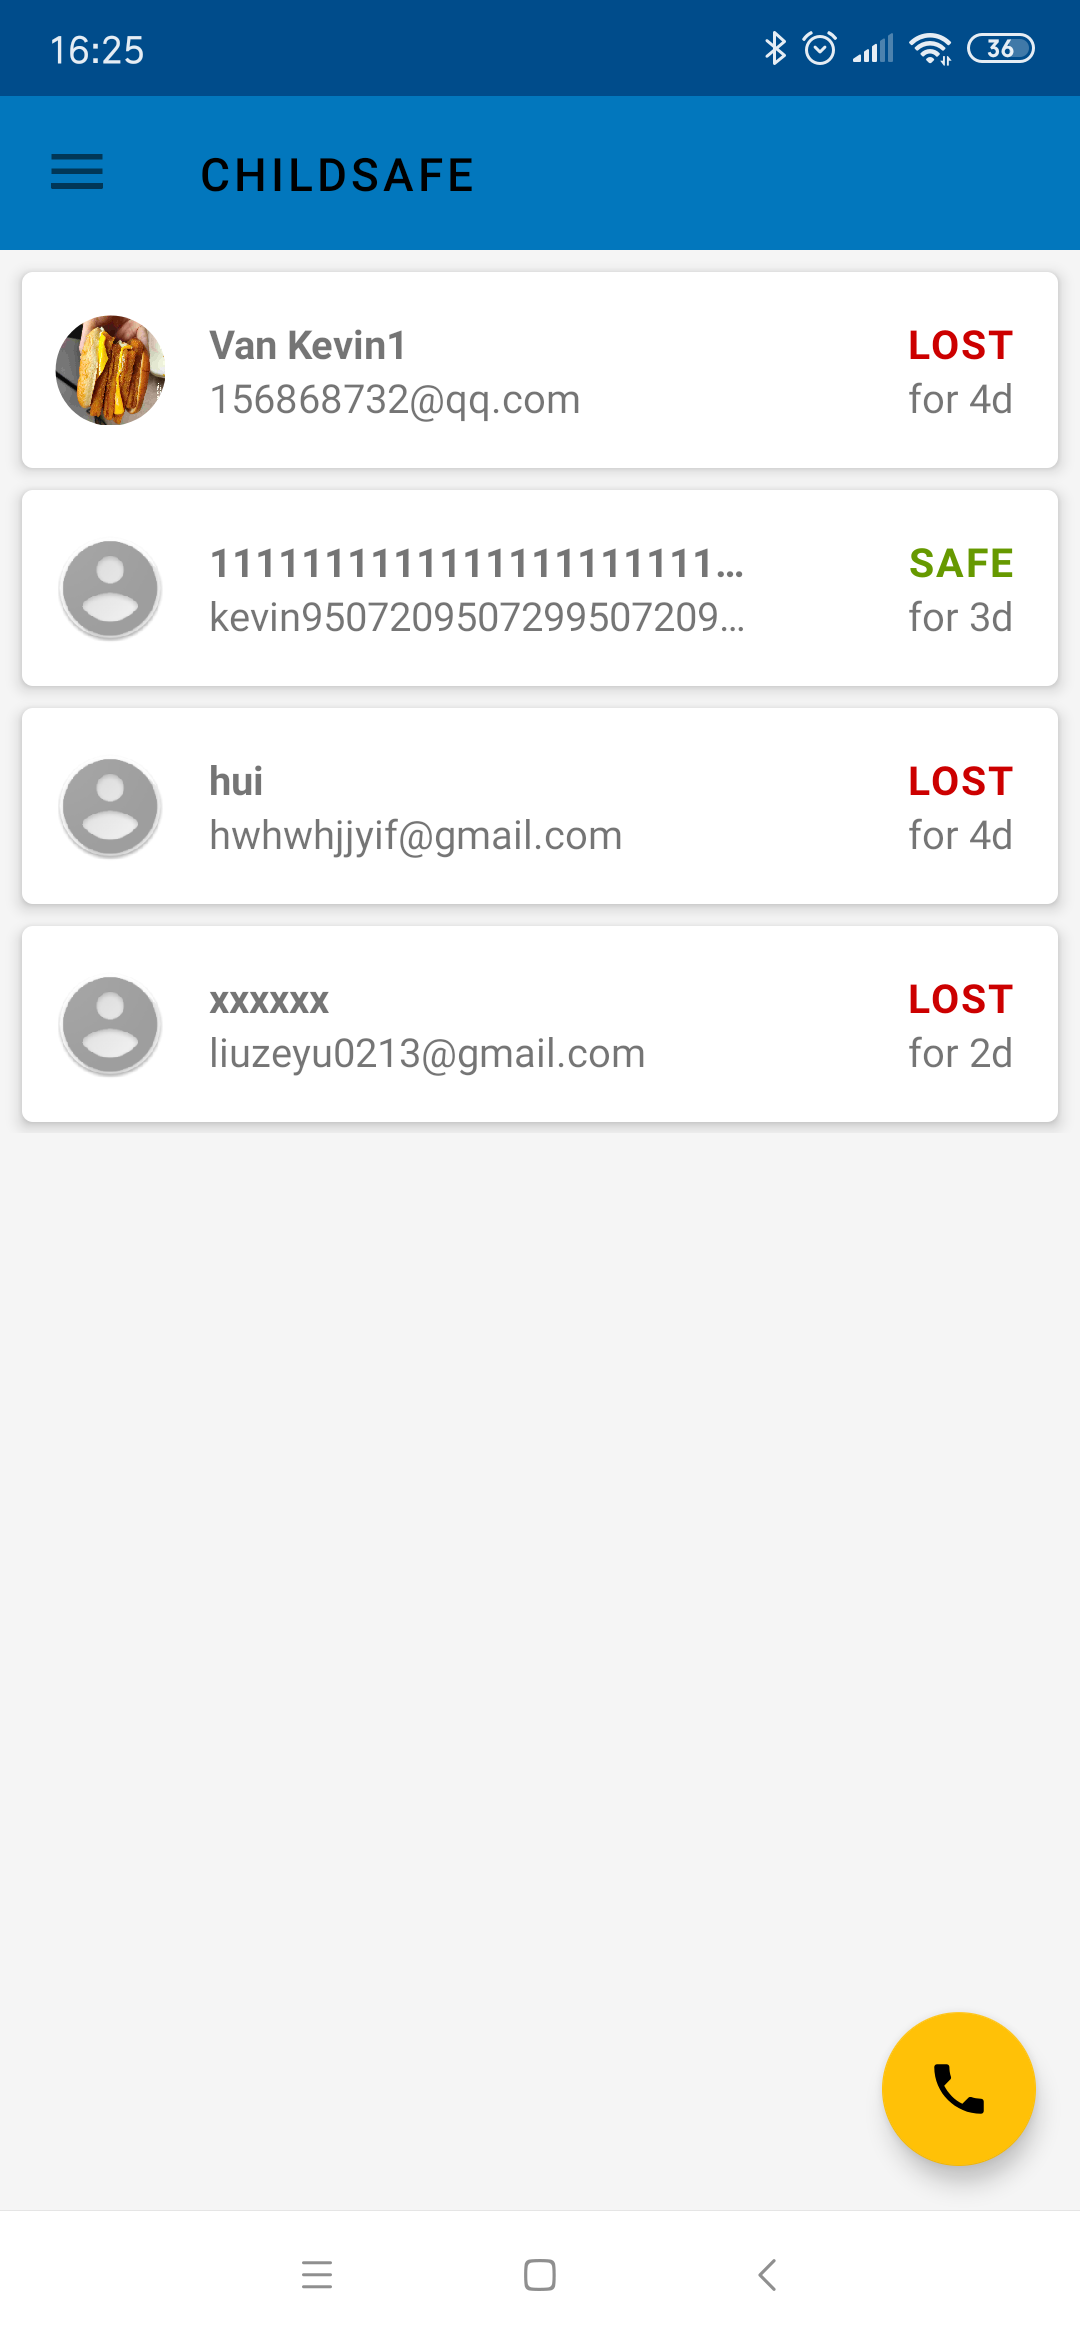 16:25
36
CHILDSAFE
Van Kevin1
LOST
156868732@qq.com
for 4d
1111111111111111111111...
SAFE
kevin9507209507299507209...
for 3d
hui
LOST
hwhwhjjyif@gmail.com
for 4d
xxxxxx
LOST
liuzeyu0213@gmail.com
for 2d